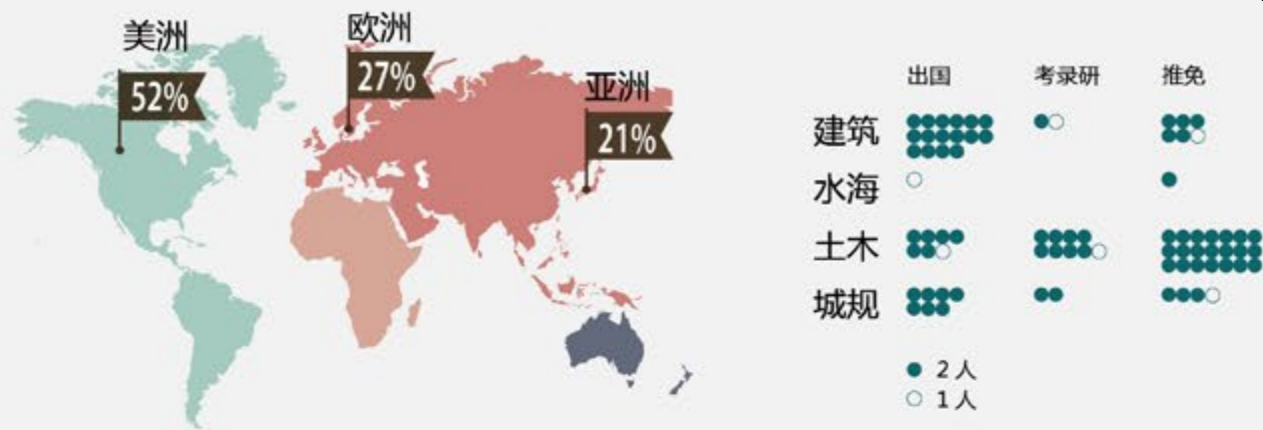 美洲
52%
欧洲
27%
亚洲
21%
出国 考录研 推免
建筑
水海
土木
城规
2人
1人